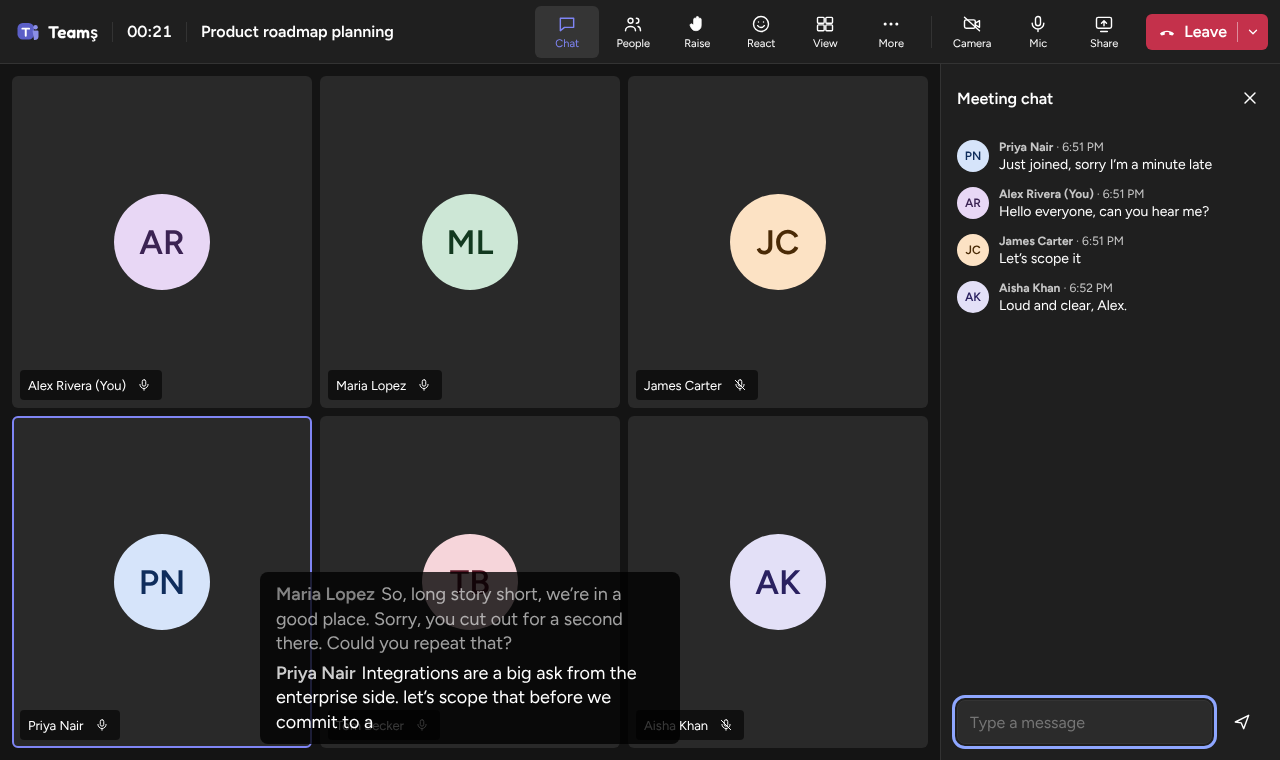 Teams
00:21
Product roadmap planning
Chat
People
Raise
React
View
More
Camera
Mic
Share
Leave
AR
Alex Rivera (You)
ML
Maria Lopez
JC
James Carter
PN
Priya Nair
TB
AK
Aisha Khan
Maria Lopez So, long story short, we're in a
good place. Sorry, you cut out for a second
there. Could you repeat that?
Priya Nair Integrations are a big ask from the
enterprise side. let's scope that before we
commit to a
Meeting chat
PN
Priya Nair · 6:51 PM
Just joined, sorry I'm a minute late
AR
Alex Rivera (You) · 6:51 PM
Hello everyone, can you hear me?
JC
James Carter · 6:51 PM
Let's scope it
AK
Aisha Khan · 6:52 PM
Loud and clear, Alex.
Type a message